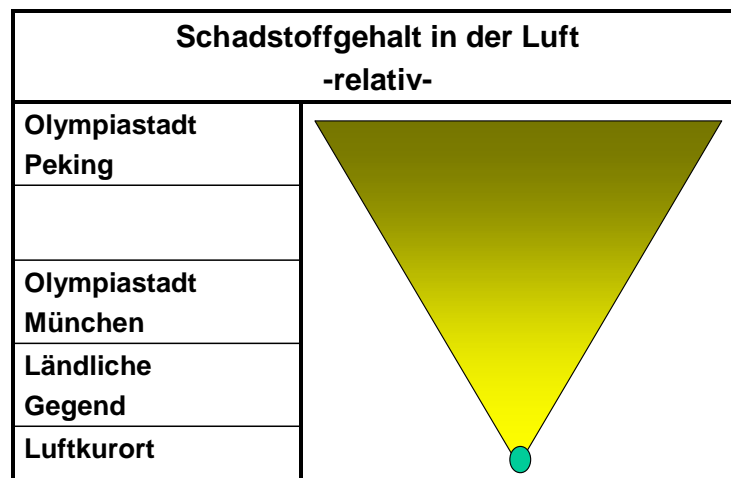 Schadstoffgehalt in der Luft
-relativ-
Olympiastadt
Peking
Olympiastadt
München
Ländliche
Gegend
Luftkurort